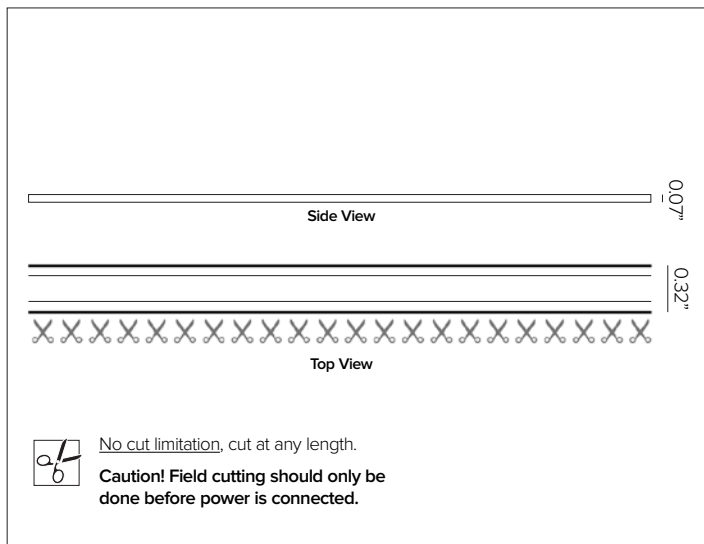 0.07"
Side View
0.32"
Top View
No cut limitation, cut at any length.
Caution! Field cutting should only be
done before power is connected.